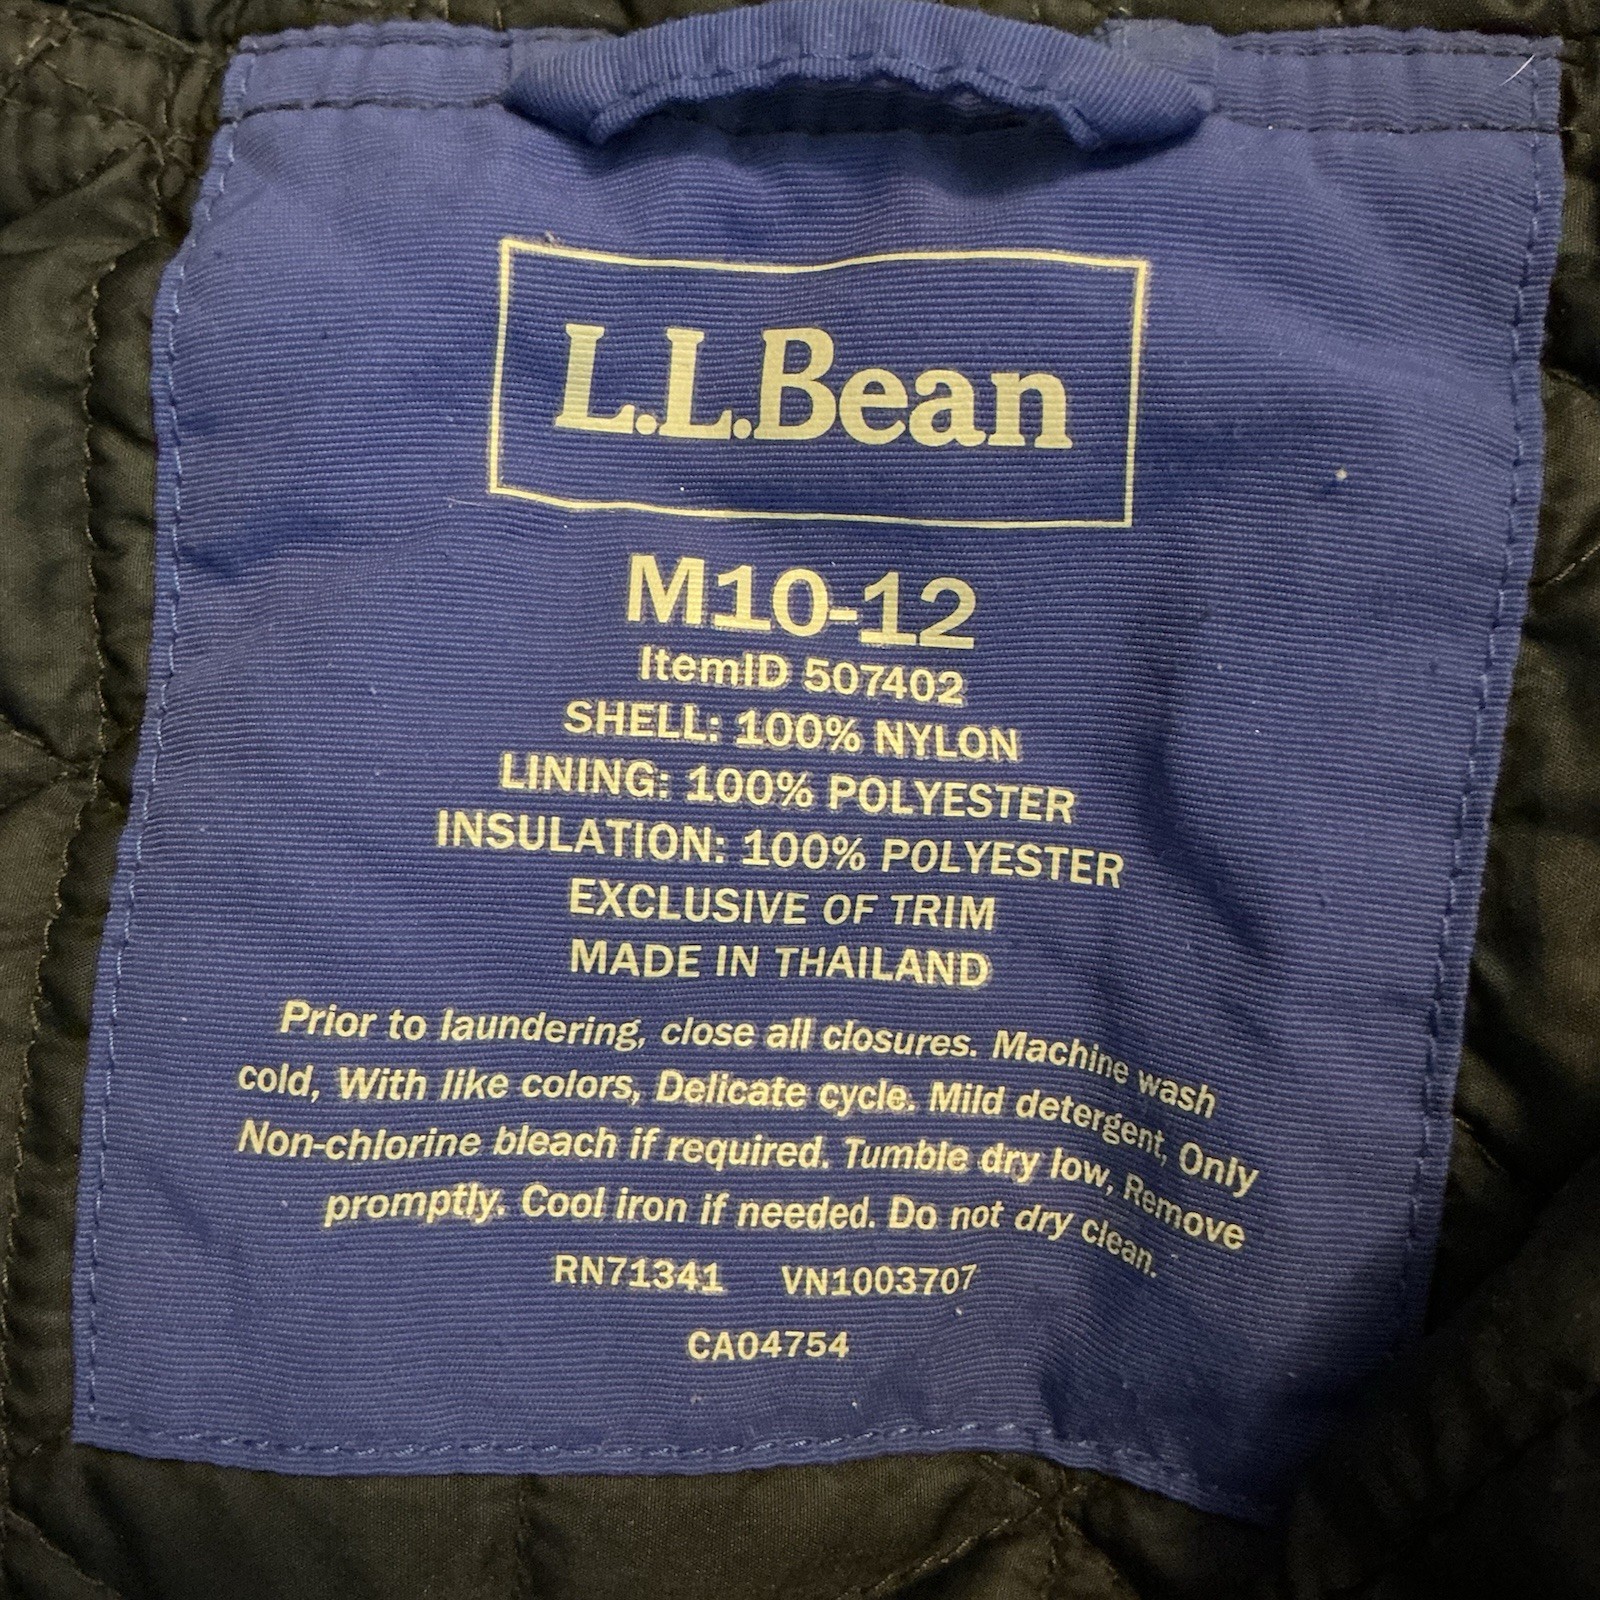 L.L.Bean
M10-12
ItemID 507402
SHELL: 100% NYLON
LINING: 100% POLYESTER
INSULATION: 100% POLYESTER
EXCLUSIVE OF TRIM
MADE IN THAILAND
Prior to laundering, close all closures. Machine wash
cold, With like colors, Delicate cycle. Mild detergent, Only
Non-chlorine bleach if required. Tumble dry low, Remove
promptly. Cool iron if needed. Do not dry clean.
RN71341 VN1003707
CA04754